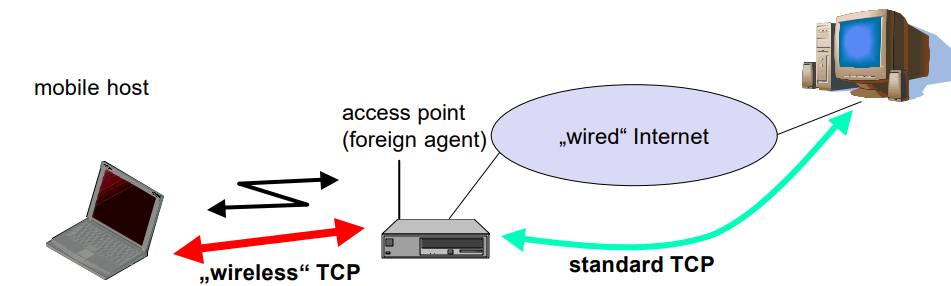 mobile host
access point
(foreign agent)
„wired“ Internet
„wireless“ TCP
standard TCP